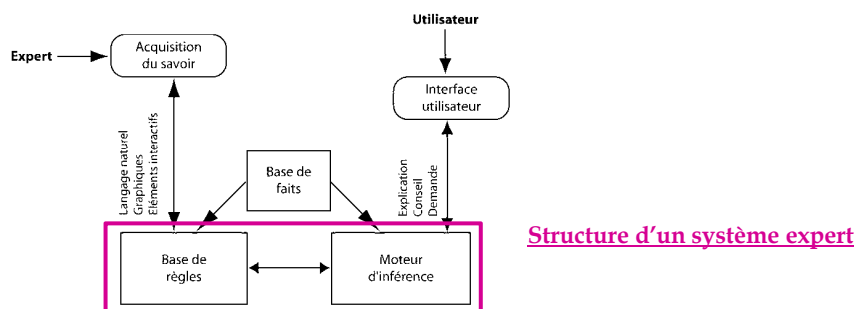 Utilisateur
Expert
Acquisition
du savoir
Interface
utilisateur
Langage naturel
Graphiques
Eléments interactifs
Base de
faits
Explication
Conseil
Demande
Structure d’un système expert
Base de
règles
Moteur
d'inférence